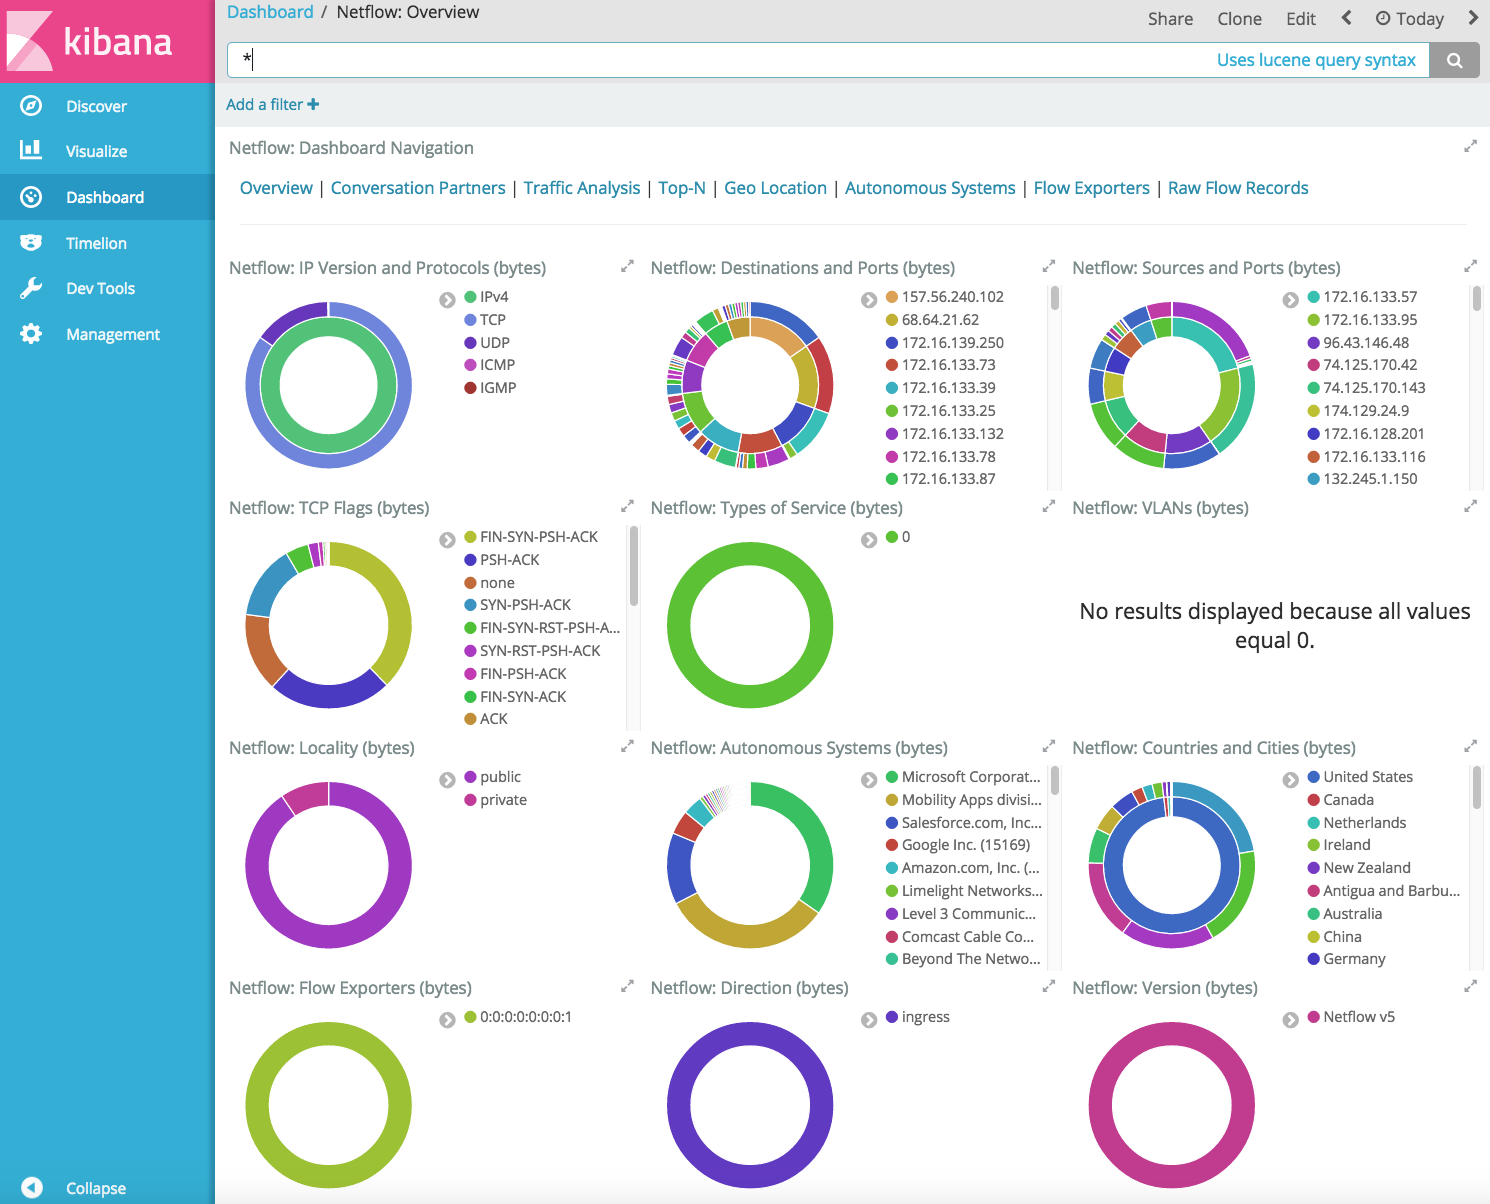 kibana
Discover
Visualize
Dashboard
Timelion
Dev Tools
Management
Collapse
Dashboard / Netflow: Overview
Share Clone Edit Today
*
Uses lucene query syntax
Add a filter +
Netflow: Dashboard Navigation
Overview | Conversation Partners | Traffic Analysis | Top-N | Geo Location | Autonomous Systems | Flow Exporters | Raw Flow Records
Netflow: IP Version and Protocols (bytes)
IPv4
TCP
UDP
ICMP
IGMP
Netflow: Destinations and Ports (bytes)
157.56.240.102
68.64.21.62
172.16.139.250
172.16.133.73
172.16.133.39
172.16.133.25
172.16.133.132
172.16.133.78
172.16.133.87
Netflow: Sources and Ports (bytes)
172.16.133.57
172.16.133.95
96.43.146.48
74.125.170.42
74.125.170.143
174.129.24.9
172.16.128.201
172.16.133.116
132.245.1.150
Netflow: TCP Flags (bytes)
FIN-SYN-PSH-ACK
PSH-ACK
none
SYN-PSH-ACK
FIN-SYN-RST-PSH-A...
SYN-RST-PSH-ACK
FIN-PSH-ACK
FIN-SYN-ACK
ACK
Netflow: Types of Service (bytes)
0
Netflow: VLANs (bytes)
No results displayed because all values
equal 0.
Netflow: Locality (bytes)
public
private
Netflow: Autonomous Systems (bytes)
Microsoft Corporat...
Mobility Apps divisi...
Salesforce.com, Inc...
Google Inc. (15169)
Amazon.com, Inc. (...
Limelight Networks...
Level 3 Communic...
Comcast Cable Co...
Beyond The Netwo...
Netflow: Countries and Cities (bytes)
United States
Canada
Netherlands
Ireland
New Zealand
Antigua and Barbu...
Australia
China
Germany
Netflow: Flow Exporters (bytes)
0:0:0:0:0:0:0:1
Netflow: Direction (bytes)
ingress
Netflow: Version (bytes)
Netflow v5